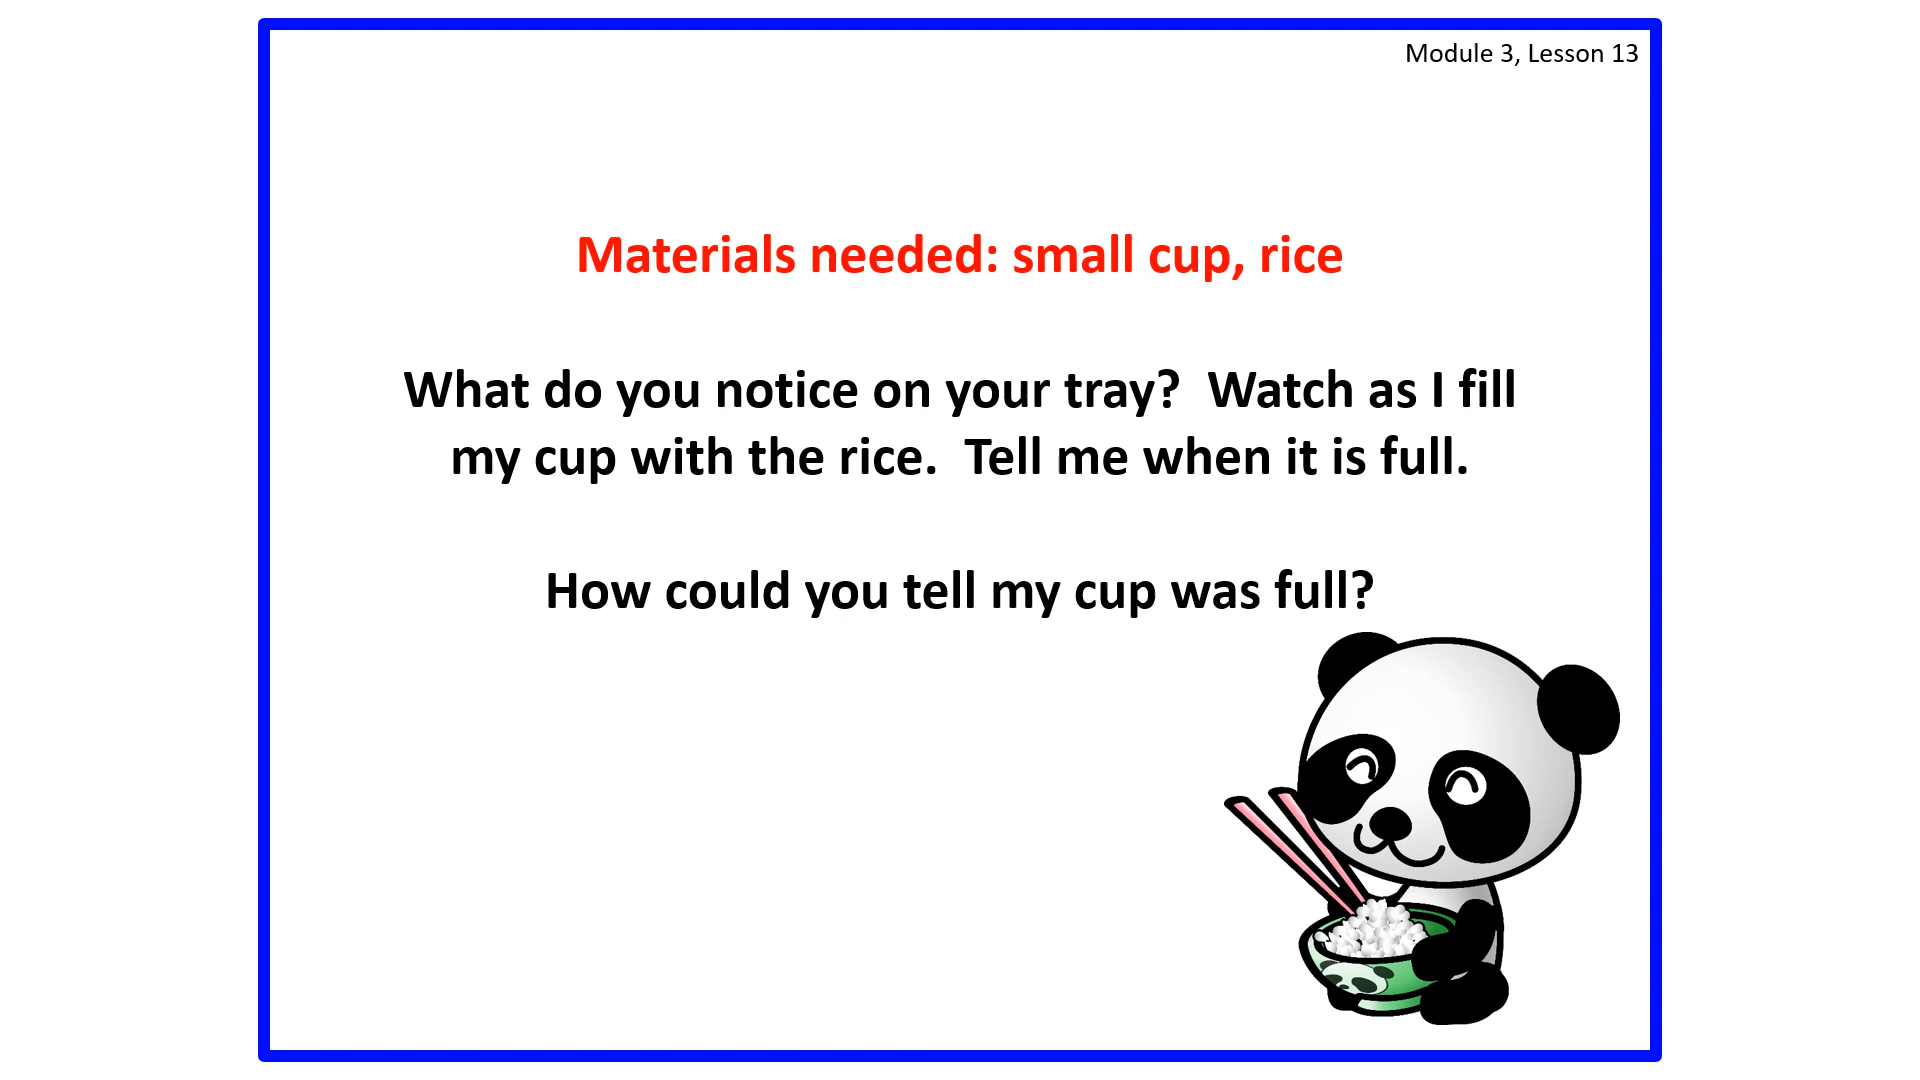 Module 3, Lesson 13
Materials needed: small cup, rice
What do you notice on your tray?  Watch as I fill
my cup with the rice.  Tell me when it is full.
How could you tell my cup was full?